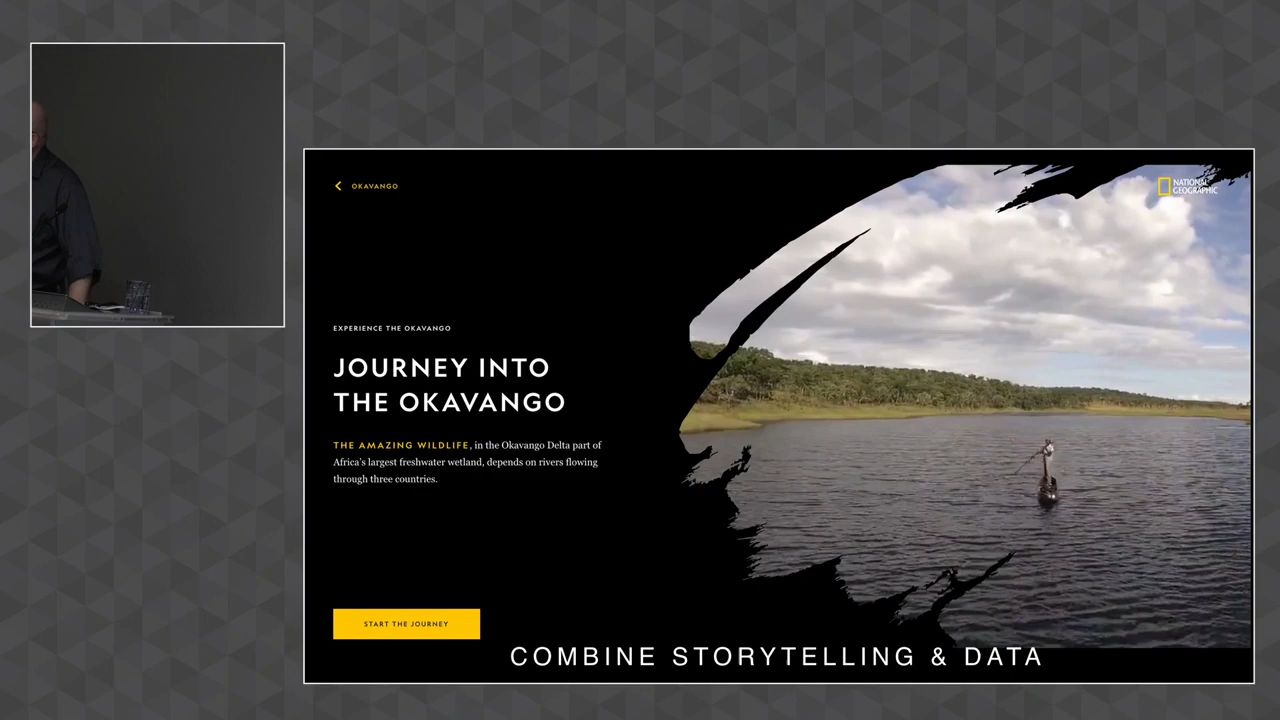 OKAVANGO
NATIONAL
GEOGRAPHIC
EXPERIENCE THE OKAVANGO
JOURNEY INTO
THE OKAVANGO
THE AMAZING WILDLIFE, in the Okavango Delta part of
Africa's largest freshwater wetland, depends on rivers flowing
through three countries.
START THE JOURNEY
COMBINE STORYTELLING & DATA